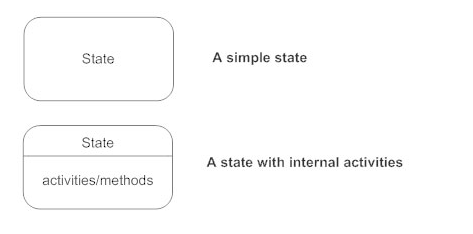 State
A simple state
State
activities/methods
A state with internal activities